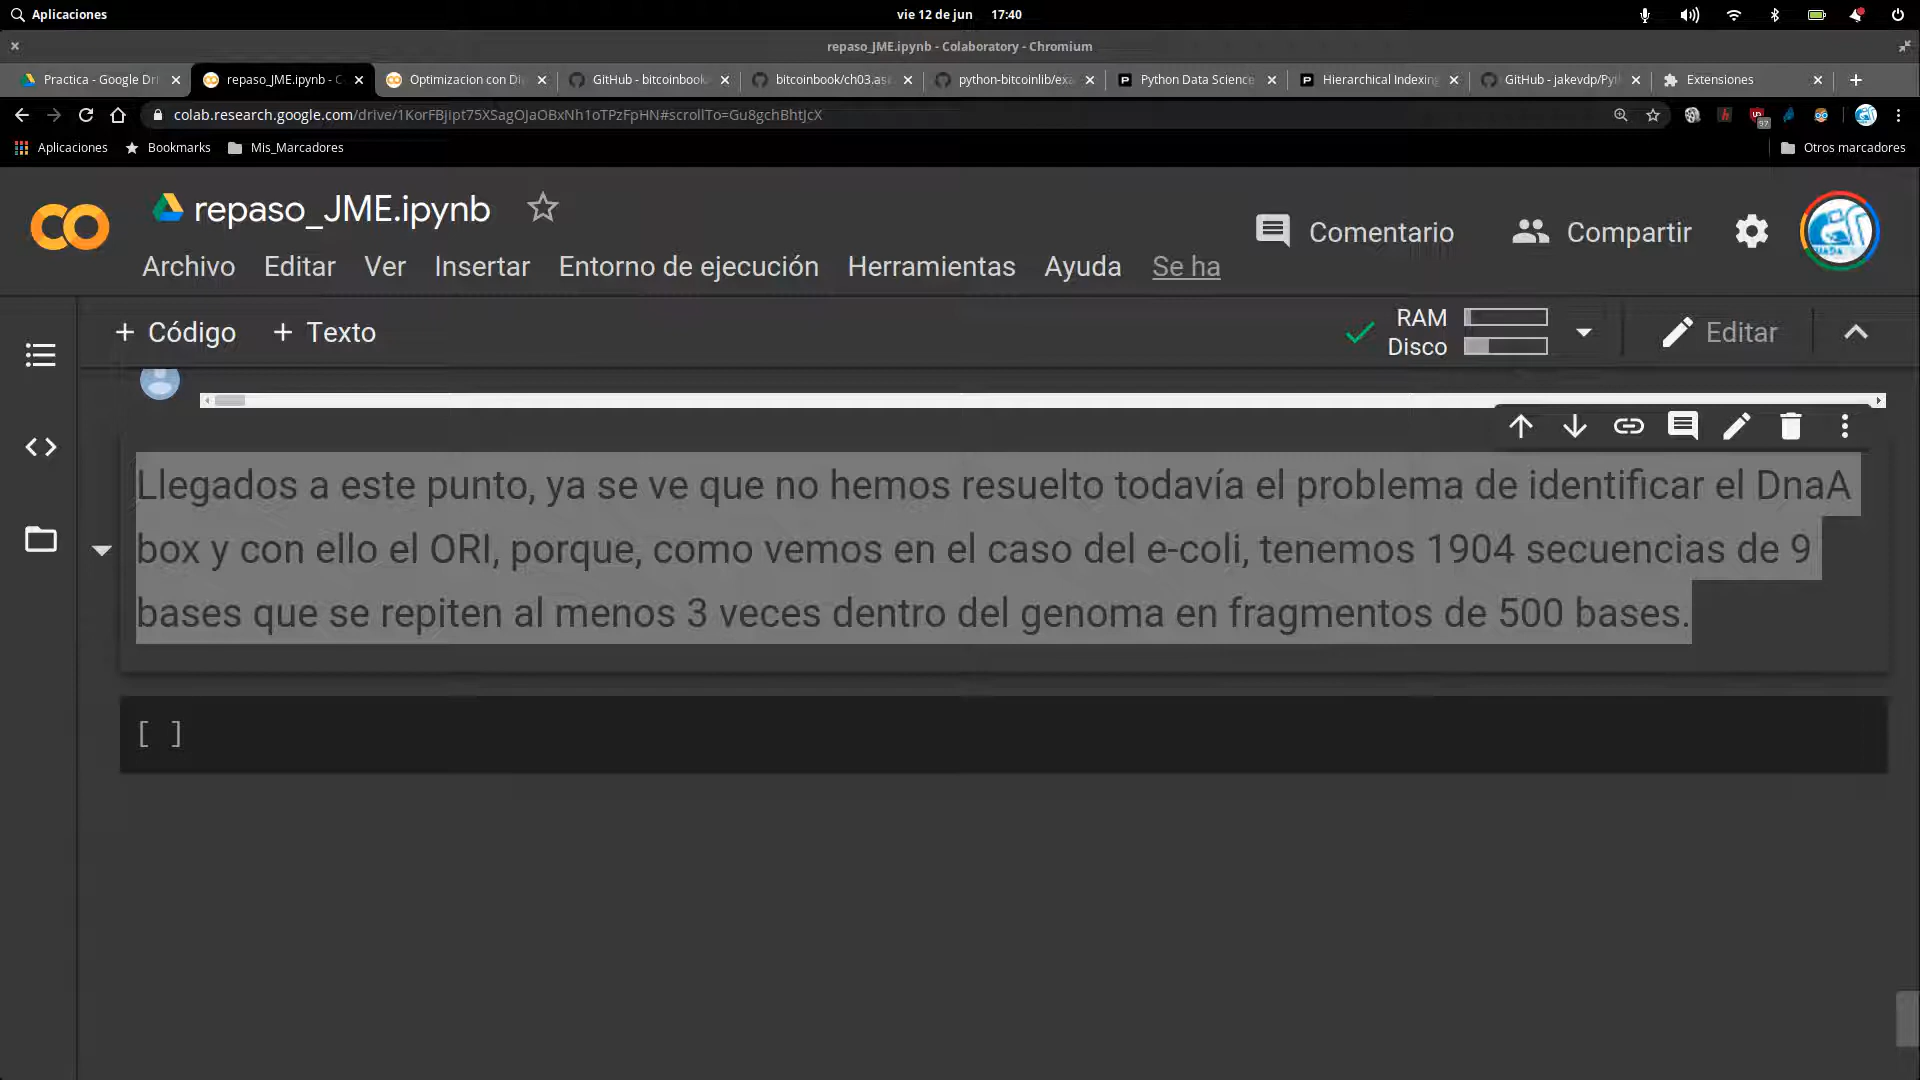 Aplicaciones
vie 12 de jun 17:40
repaso_JME.ipynb - Colaboratory - Chromium
Practica - Google Dri
repaso_JME.ipynb - C
Optimizacion con Di
GitHub - bitcoinbook
bitcoinbook/ch03.as
python-bitcoinlib/exa
Python Data Science
Hierarchical Indexing
GitHub - jakevdp/Pyt
Extensiones
colab.research.google.com/drive/1KorFBjIpt75XSagOJaOBxNh1oTPzFpHN#scrollTo=Gu8gchBhtJcX
97
Aplicaciones
Bookmarks
Mis_Marcadores
Otros marcadores
repaso_JME.ipynb
Comentario
Compartir
Archivo Editar Ver Insertar Entorno de ejecución Herramientas Ayuda Se ha
+ Código + Texto
RAM
Disco
Editar
Llegados a este punto, ya se ve que no hemos resuelto todavía el problema de identificar el DnaA
box y con ello el ORI, porque, como vemos en el caso del e-coli, tenemos 1904 secuencias de 9
bases que se repiten al menos 3 veces dentro del genoma en fragmentos de 500 bases.
[ ]